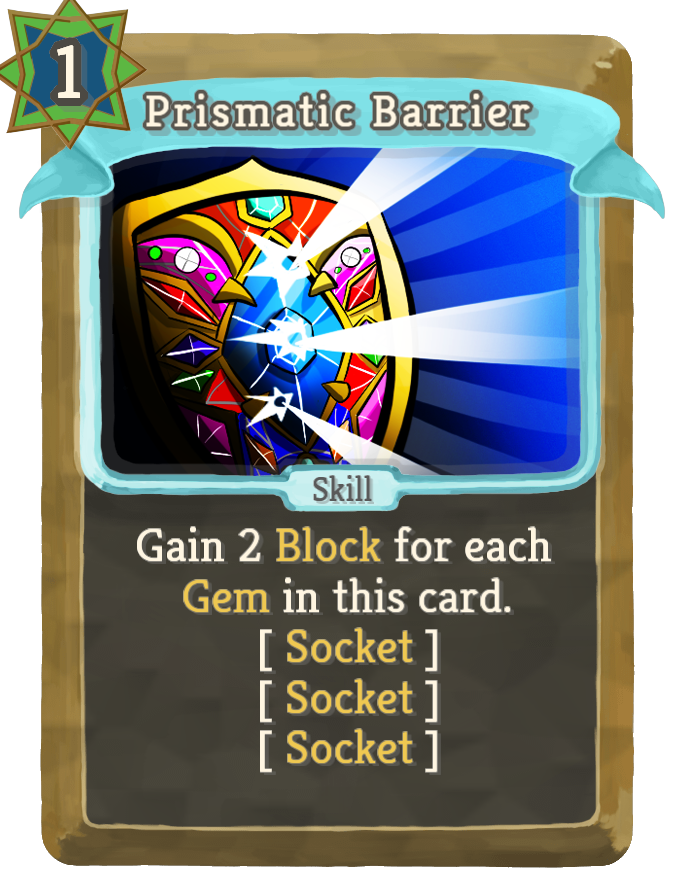 1
Prismatic Barrier
Skill
Gain 2 Block for each
Gem in this card.
[ Socket ]
[ Socket ]
[ Socket ]